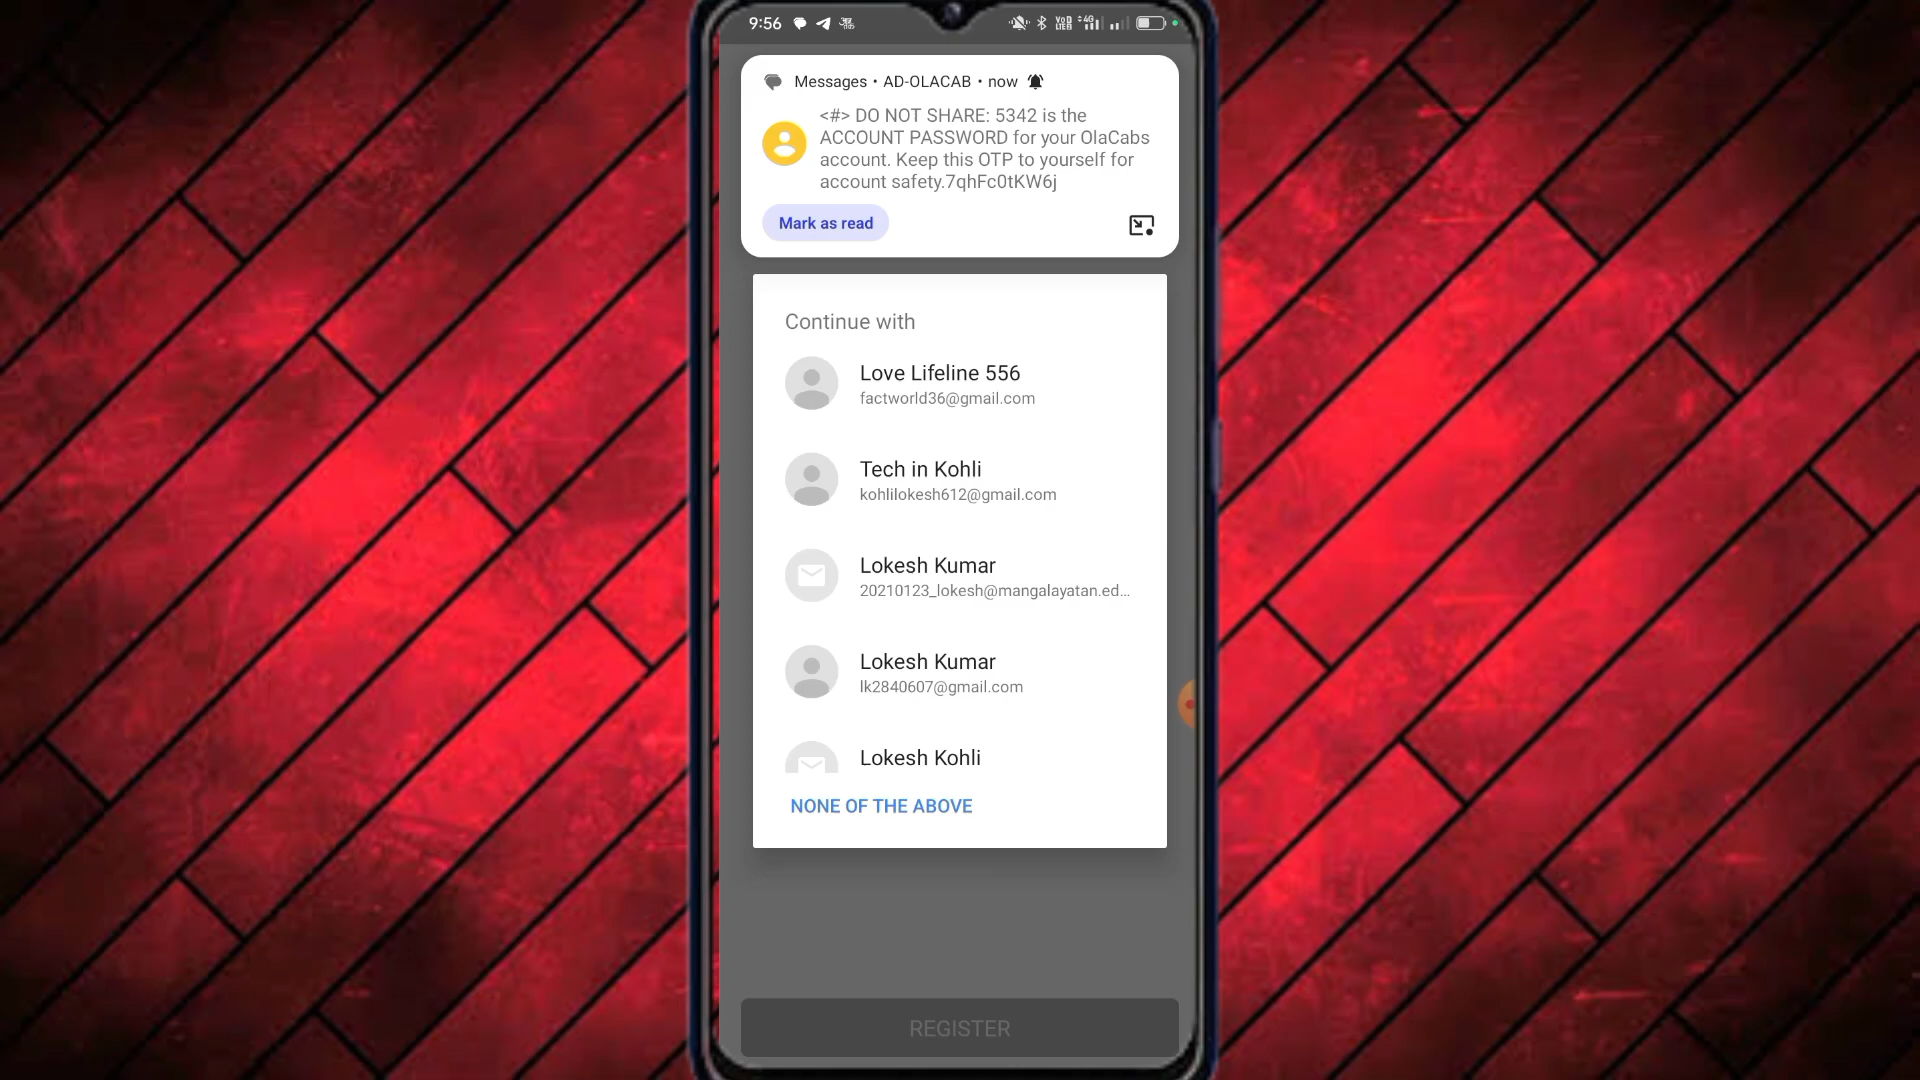 9:56
Messages • AD-OLACAB • now
<#> DO NOT SHARE: 5342 is the
ACCOUNT PASSWORD for your OlaCabs
account. Keep this OTP to yourself for
account safety.7qhFc0tKW6j
Mark as read
Continue with
Love Lifeline 556
factworld36@gmail.com
Tech in Kohli
kohlilokesh612@gmail.com
Lokesh Kumar
20210123_lokesh@mangalayatan.ed...
Lokesh Kumar
lk2840607@gmail.com
Lokesh Kohli
NONE OF THE ABOVE
REGISTER